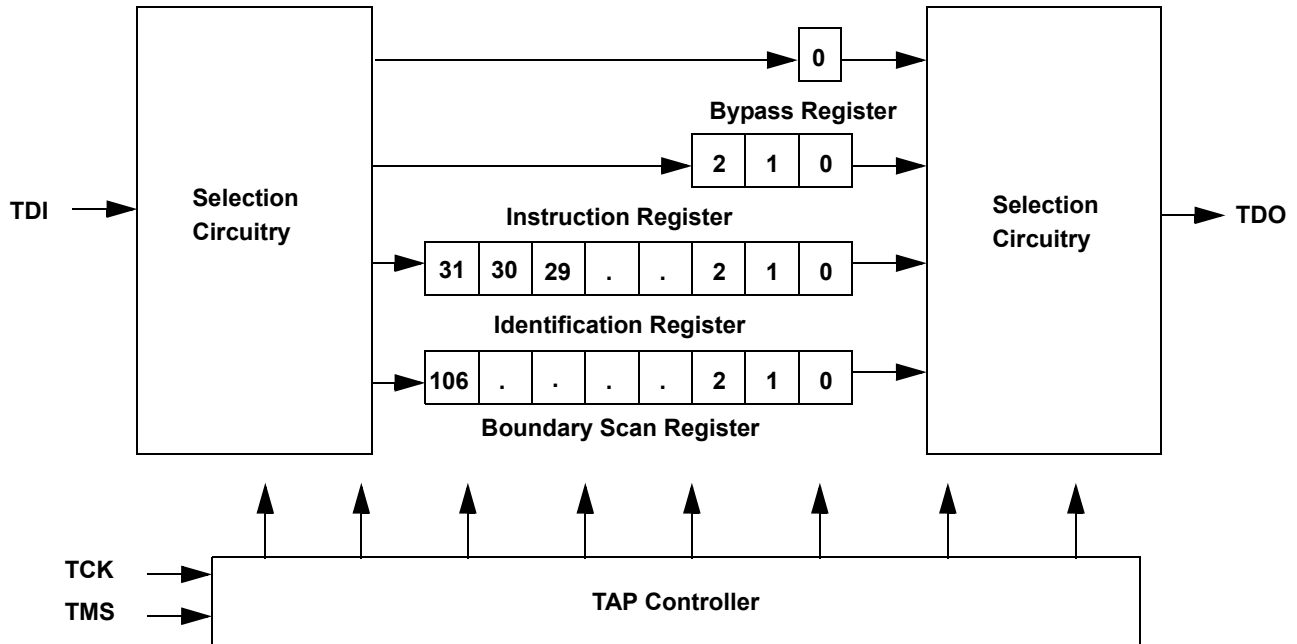 0
Bypass Register
2 1 0
TDI
Selection
Circuitry
Instruction Register
31 30 29 . . 2 1 0
Identification Register
106 . . . . 2 1 0
Boundary Scan Register
Selection
Circuitry
TDO
TCK
TMS
TAP Controller